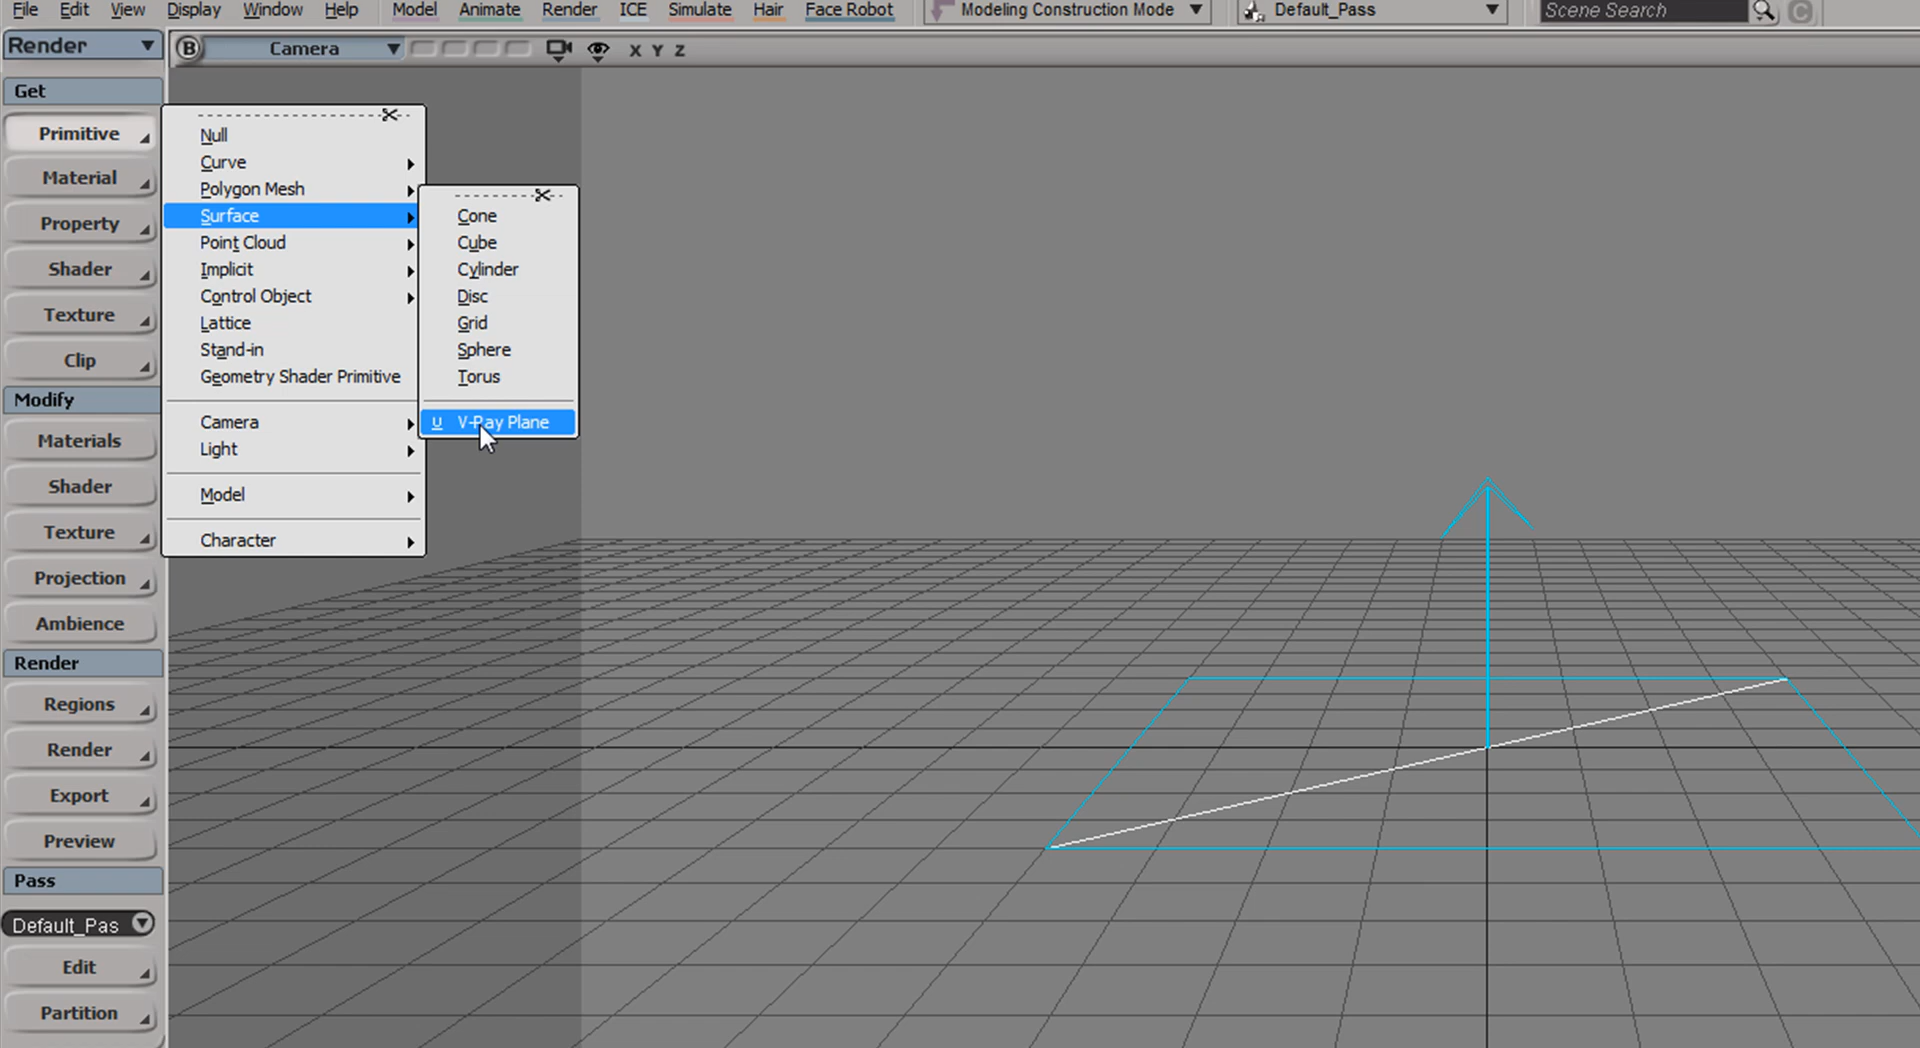 File Edit View Display Window Help Model Animate Render ICE Simulate Hair Face Robot Modeling Construction Mode Default_Pass Scene Search
Render B Camera X Y Z
Get
Primitive
Material
Property
Shader
Texture
Clip
Modify
Materials
Shader
Texture
Projection
Ambience
Render
Regions
Render
Export
Preview
Pass
Default_Pas
Edit
Partition
Null
Curve
Polygon Mesh
Surface
Point Cloud
Implicit
Control Object
Lattice
Stand-in
Geometry Shader Primitive
Camera
Light
Model
Character
Cone
Cube
Cylinder
Disc
Grid
Sphere
Torus
U V-Ray Plane